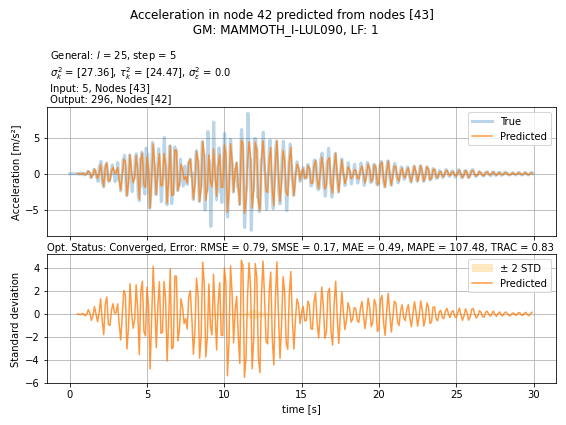 Acceleration in node 42 predicted from nodes [43]
GM: MAMMOTH_I-LUL090, LF: 1
General: l = 25, step = 5
σ²ₖ = [27.36], τ²ₖ = [24.47], σ²ε = 0.0
Input: 5, Nodes [43]
Output: 296, Nodes [42]
True
Predicted
Acceleration [m/s²]
5
0
−5
Opt. Status: Converged, Error: RMSE = 0.79, SMSE = 0.17, MAE = 0.49, MAPE = 107.48, TRAC = 0.83
± 2 STD
Predicted
Standard deviation
4
2
0
−2
−4
−6
0 5 10 15 20 25 30
time [s]